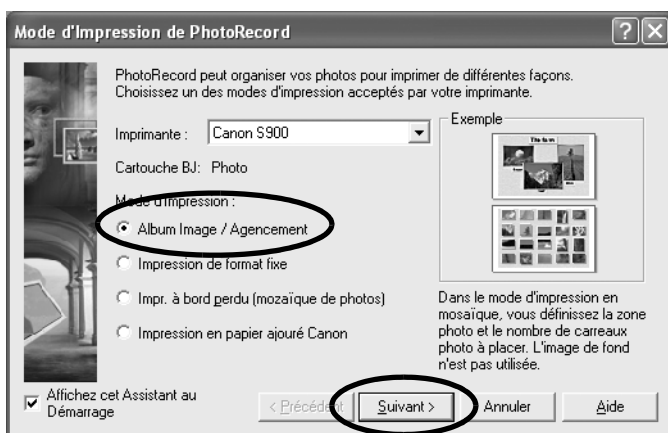 Mode d'Impression de PhotoRecord
PhotoRecord peut organiser vos photos pour imprimer de différentes façons.
Choisissez un des modes d'impression acceptés par votre imprimante.
Imprimante :
Canon S900
Cartouche BJ: Photo
Mode d'Impression :
Album Image / Agencement
Impression de format fixe
Impr. à bord perdu (mozaïque de photos)
Impression en papier ajouré Canon
Exemple
Dans le mode d'impression en
mosaïque, vous définissez la zone
photo et le nombre de carreaux
photo à placer. L'image de fond
n'est pas utilisée.
Affichez cet Assistant au
Démarrage
< Précédent
Suivant >
Annuler
Aide